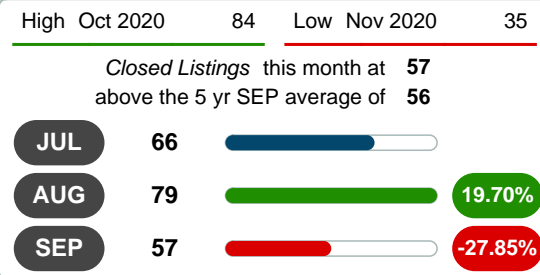 High Oct 2020 84 Low Nov 2020 35
Closed Listings this month at 57
above the 5 yr SEP average of 56
JUL 66
AUG 79 19.70%
SEP 57 -27.85%